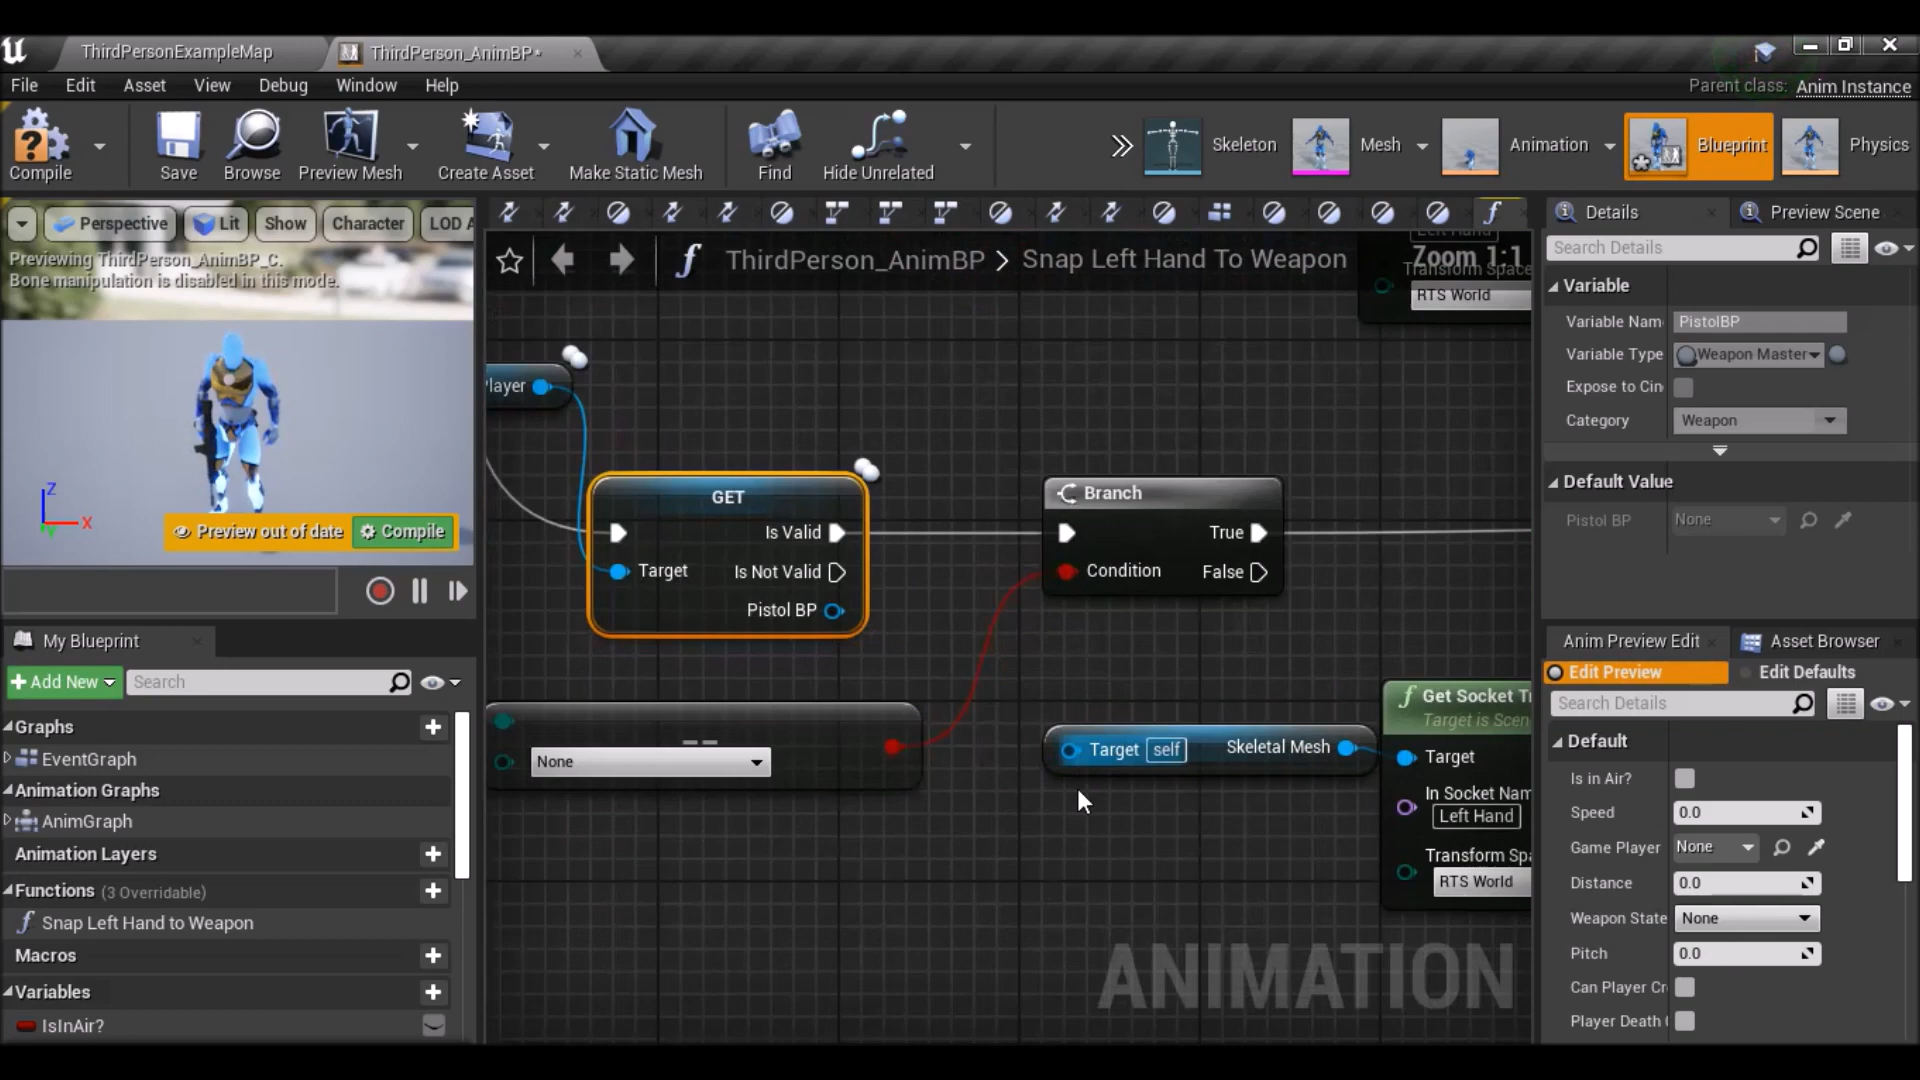 ThirdPersonExampleMap
ThirdPerson_AnimBP*
File Edit Asset View Debug Window Help
Parent class: Anim Instance
Compile
Save
Browse
Preview Mesh
Create Asset
Make Static Mesh
Find
Hide Unrelated
Skeleton
Mesh
Animation
Blueprint
Physics
Perspective
Lit
Show
Character
LOD A
Previewing ThirdPerson_AnimBP_C.
Bone manipulation is disabled in this mode.
Z
X
Y
Preview out of date
Compile
My Blueprint
Add New
Search
Graphs
EventGraph
Animation Graphs
AnimGraph
Animation Layers
Functions (3 Overridable)
Snap Left Hand to Weapon
Macros
Variables
IsInAir?
ThirdPerson_AnimBP > Snap Left Hand To Weapon
Zoom 1:1
Left Hand
Transform Space
RTS World
layer
GET
Is Valid
Target
Is Not Valid
Pistol BP
Branch
True
Condition
False
==
None
Target self
Skeletal Mesh
Get Socket T
Target is Scen
Target
In Socket Nam
Left Hand
Transform Spa
RTS World
ANIMATION
Details
Preview Scene
Search Details
Variable
Variable Nam
PistolBP
Variable Type
Weapon Master
Expose to Cin
Category
Weapon
Default Value
Pistol BP
None
Anim Preview Edit
Asset Browser
Edit Preview
Edit Defaults
Search Details
Default
Is in Air?
Speed
0.0
Game Player
None
Distance
0.0
Weapon State
None
Pitch
0.0
Can Player Cr
Player Death